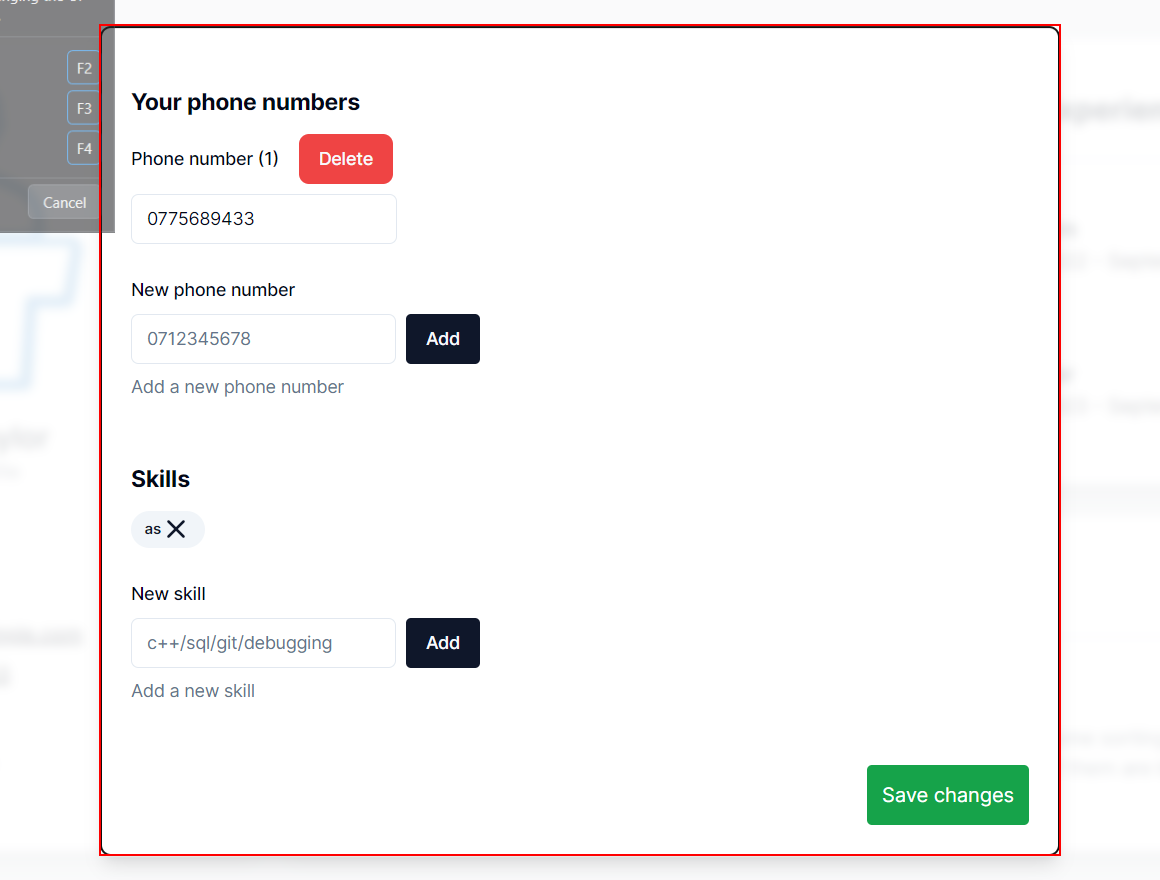 F2
F3
F4
Cancel
Your phone numbers
Phone number (1) Delete
0775689433
New phone number
0712345678 Add
Add a new phone number
Skills
as
New skill
c++/sql/git/debugging Add
Add a new skill
Save changes